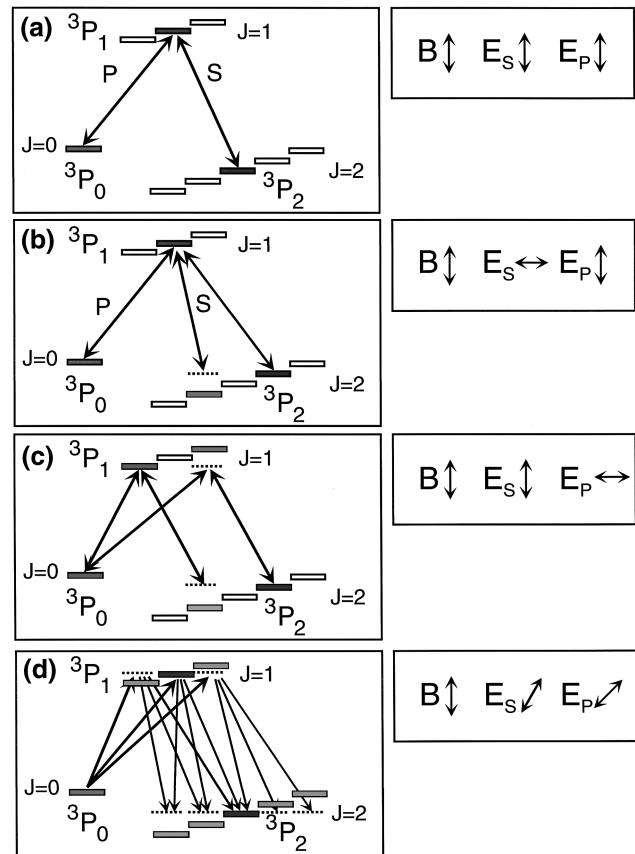 (a)
³P₁
J=1
P
S
J=0
³P₀
³P₂
J=2
B E_S E_P
(b)
³P₁
J=1
P
S
J=0
³P₀
³P₂
J=2
B E_S E_P
(c)
³P₁
J=1
J=0
³P₀
³P₂
J=2
B E_S E_P
(d)
³P₁
J=1
J=0
³P₀
³P₂
J=2
B E_S E_P